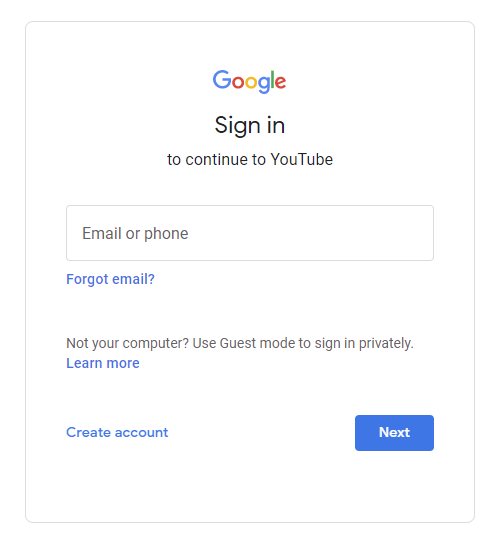 Google
Sign in
to continue to YouTube
Email or phone
Forgot email?
Not your computer? Use Guest mode to sign in privately.
Learn more
Create account
Next